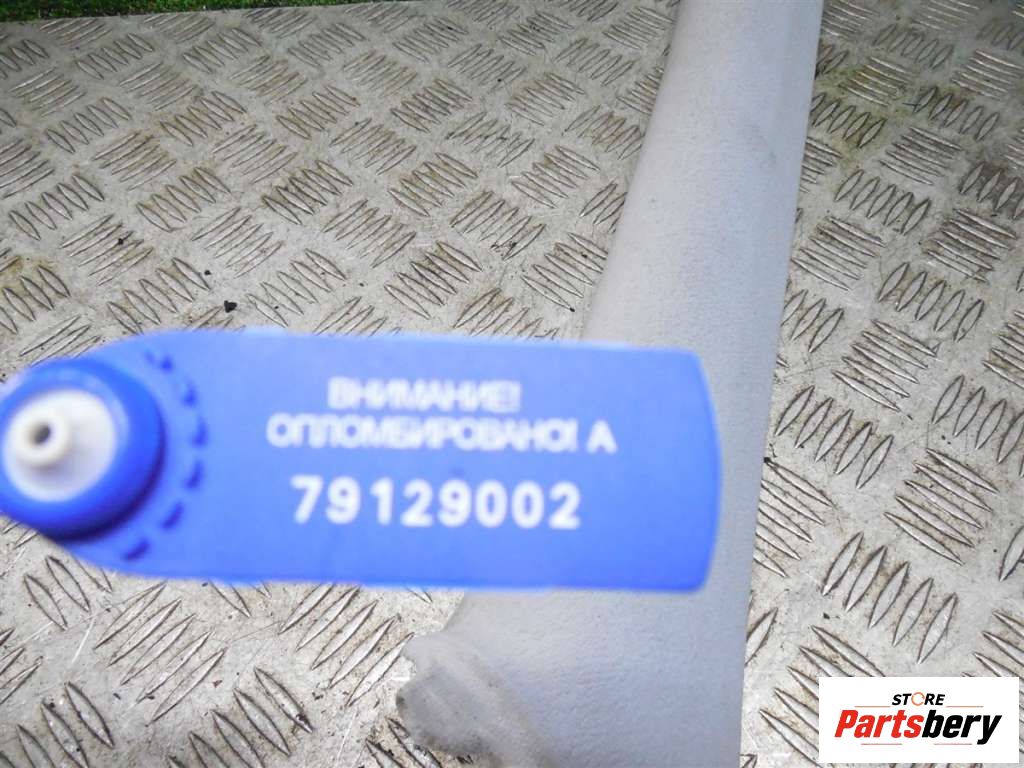 ВНИМАНИЕ!
ОПЛОМБИРОВАНО! А
79129002
STORE
Partsbery